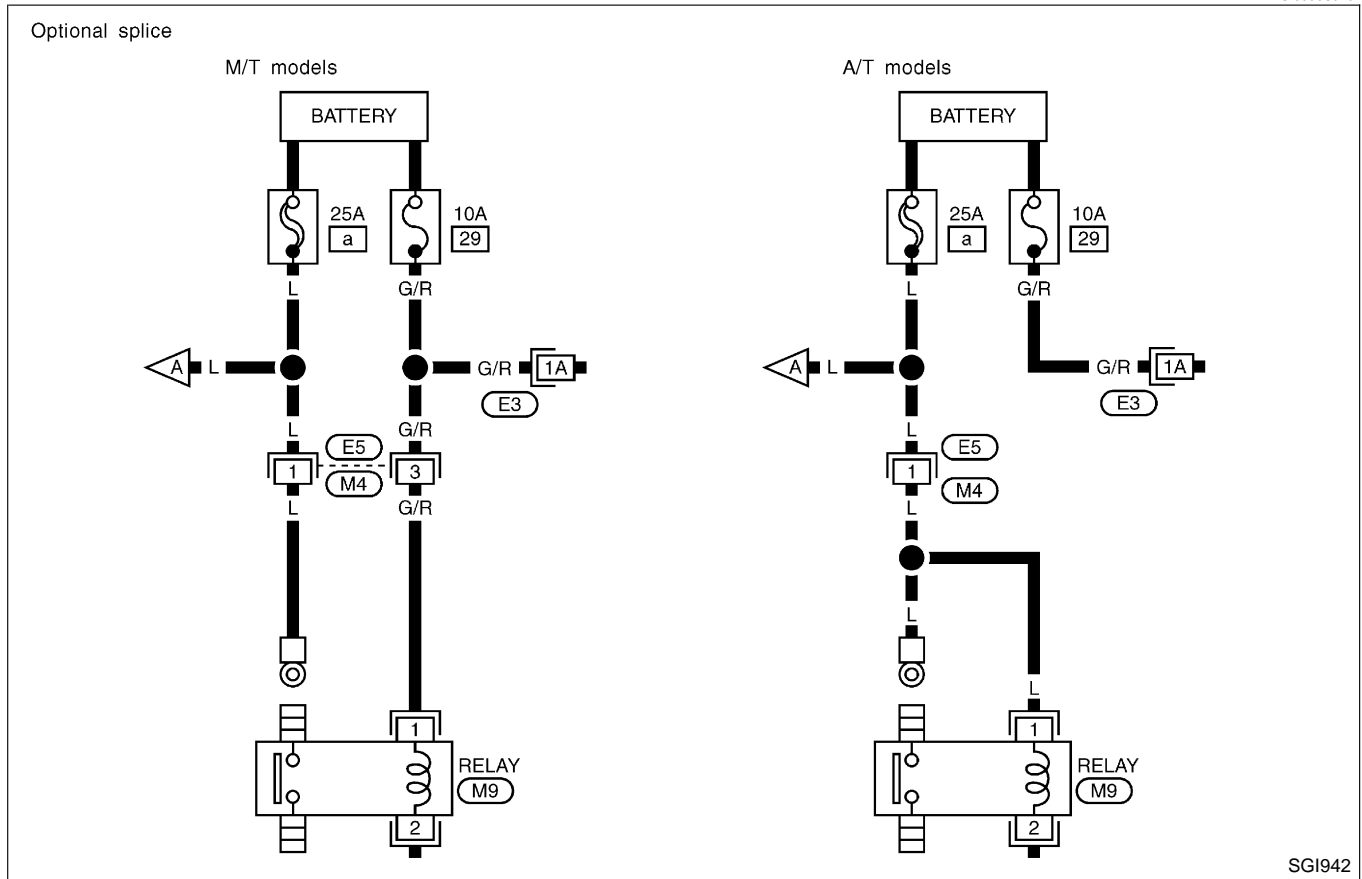 Optional splice
M/T models
BATTERY
25A
a
10A
29
L
G/R
A
L
G/R
1A
E3
L
G/R
E5
1
3
M4
L
G/R
1
RELAY
M9
2
A/T models
BATTERY
25A
a
10A
29
L
G/R
A
L
G/R
1A
E3
L
E5
1
M4
L
L
L
1
RELAY
M9
2
SGI942